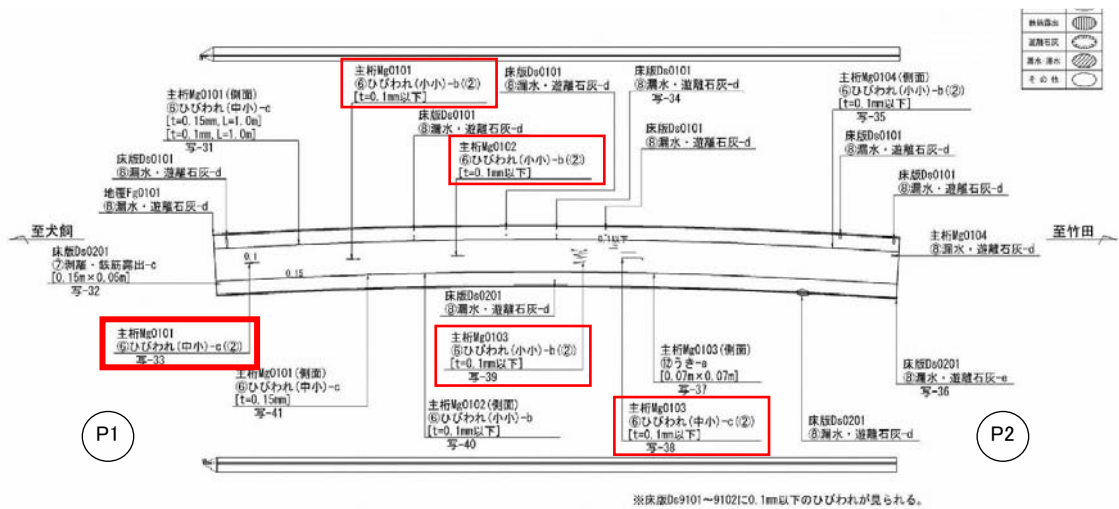 鉄筋露出
遊離石灰
漏水・滞水
その他
主桁Mg0101
⑥ひびわれ(小小)-b(②)
[t=0.1mm以下]
床版Ds0101
⑧漏水・遊離石灰-d
床版Ds0101
⑧漏水・遊離石灰-d
写-34
主桁Mg0104(側面)
⑥ひびわれ(小小)-b(②)
[t=0.1mm以下]
写-35
主桁Mg0101(側面)
⑥ひびわれ(中小)-c
[t=0.15mm,L=1.0m]
[t=0.1mm,L=1.0m]
写-31
床版Ds0101
⑧漏水・遊離石灰-d
主桁Mg0102
⑥ひびわれ(小小)-b(②)
[t=0.1mm以下]
床版Ds0101
⑧漏水・遊離石灰-d
床版Ds0101
⑧漏水・遊離石灰-d
床版Ds0101
⑧漏水・遊離石灰-d
床版Ds0101
⑧漏水・遊離石灰-d
地覆Fg0101
⑧漏水・遊離石灰-d
至犬飼
至竹田
床版Ds0201
⑦剥離・鉄筋露出-c
[0.15m×0.05m]
写-32
0.1
0.15
0.1以下
主桁Mg0104
⑧漏水・遊離石灰-d
床版Ds0201
⑧漏水・遊離石灰-d
主桁Mg0101
⑥ひびわれ(中小)-c(②)
写-33
主桁Mg0103
⑥ひびわれ(小小)-b(②)
[t=0.1mm以下]
写-39
主桁Mg0103(側面)
⑫うき-a
[0.07m×0.07m]
写-37
床版Ds0201
⑧漏水・遊離石灰-e
写-36
主桁Mg0101(側面)
⑥ひびわれ(中小)-c
[t=0.15mm]
写-41
主桁Mg0102(側面)
⑥ひびわれ(小小)-b
[t=0.1mm以下]
写-40
主桁Mg0103
⑥ひびわれ(中小)-c(②)
[t=0.1mm以下]
写-38
床版Ds0201
⑧漏水・遊離石灰-d
P1
P2
※床版Ds9101～9102に0.1mm以下のひびわれが見られる。